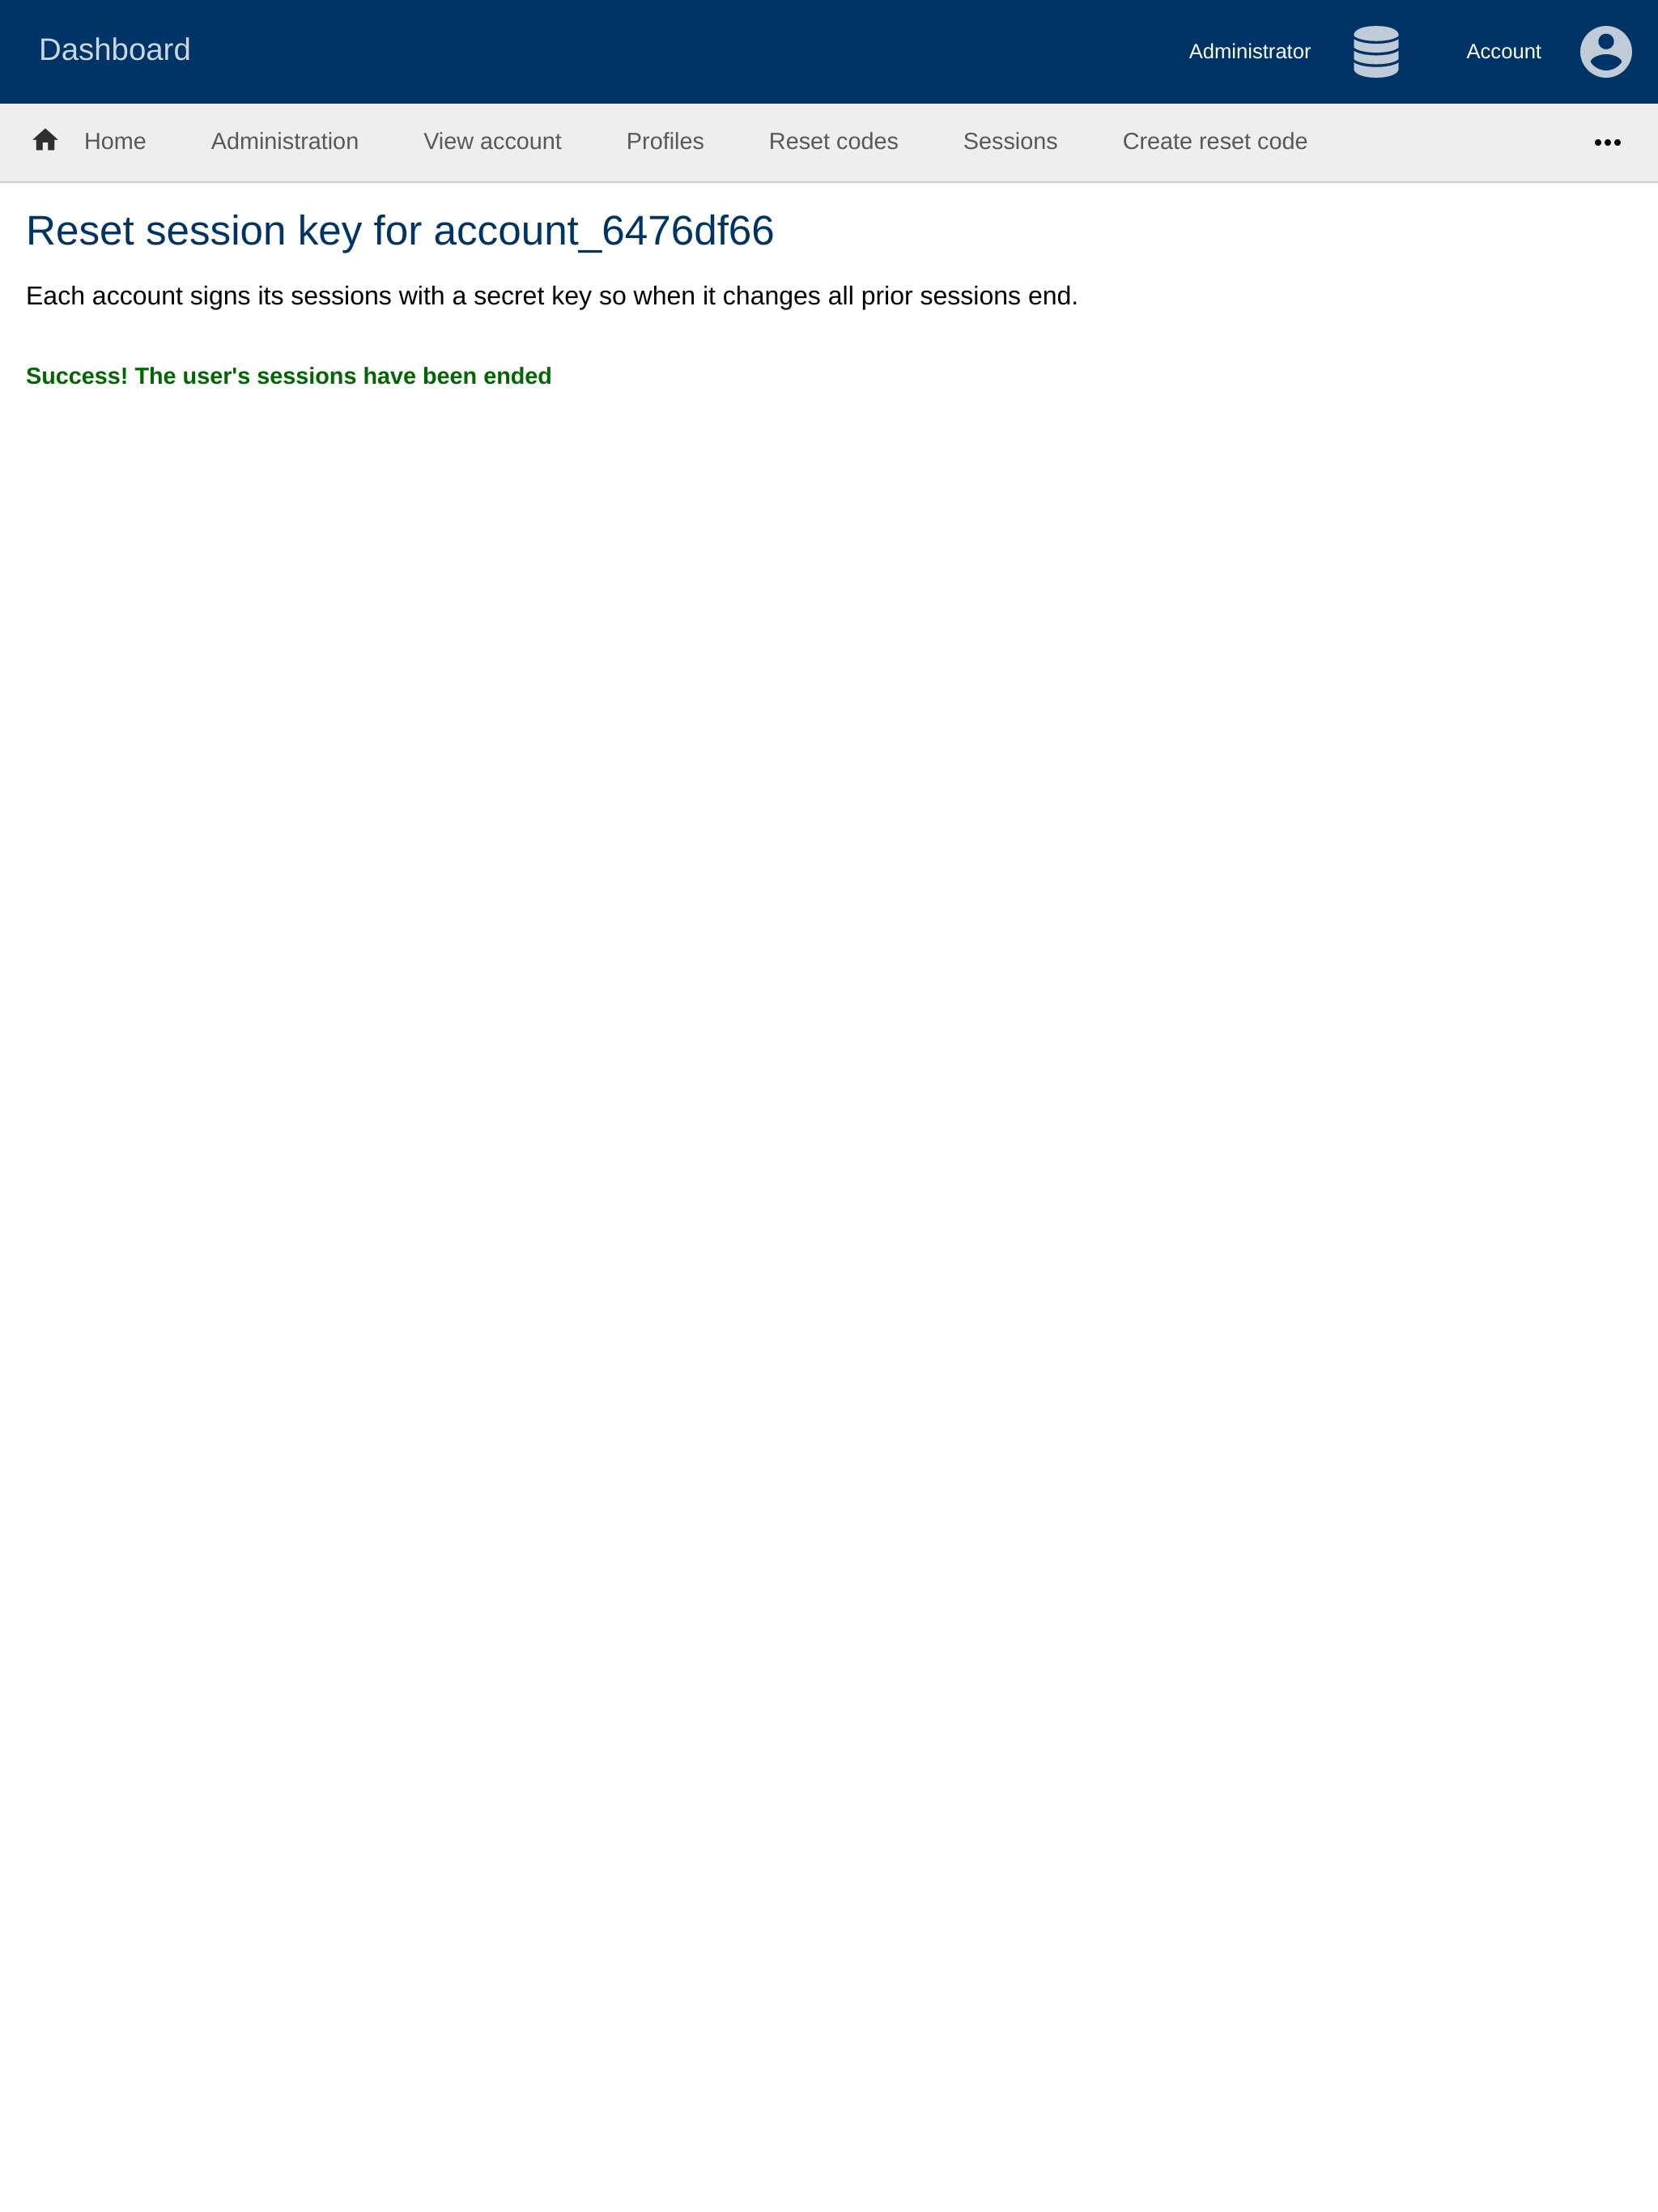 Dashboard
Administrator
Account
Home
Administration
View account
Profiles
Reset codes
Sessions
Create reset code
Reset session key for account_6476df66
Each account signs its sessions with a secret key so when it changes all prior sessions end.
Success! The user's sessions have been ended